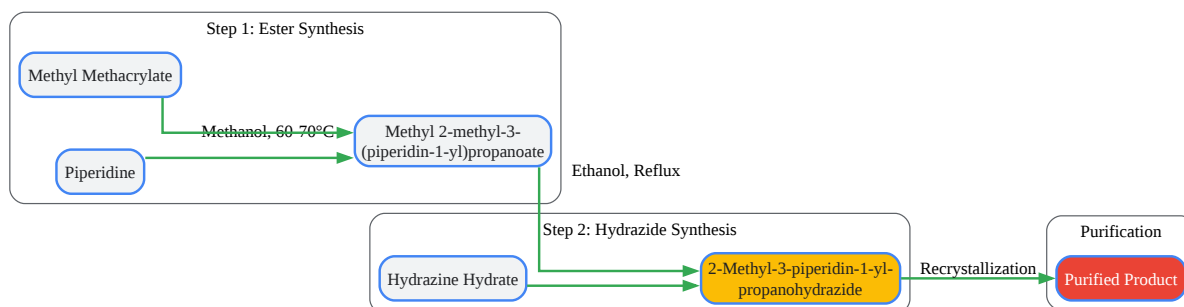 Step 1: Ester Synthesis
Methyl Methacrylate
Methanol, 60-70°C
Methyl 2-methyl-3-
(piperidin-1-yl)propanoate
Piperidine
Ethanol, Reflux
Step 2: Hydrazide Synthesis
Purification
Hydrazine Hydrate
2-Methyl-3-piperidin-1-yl-
propanohydrazide
Recrystallization
Purified Product